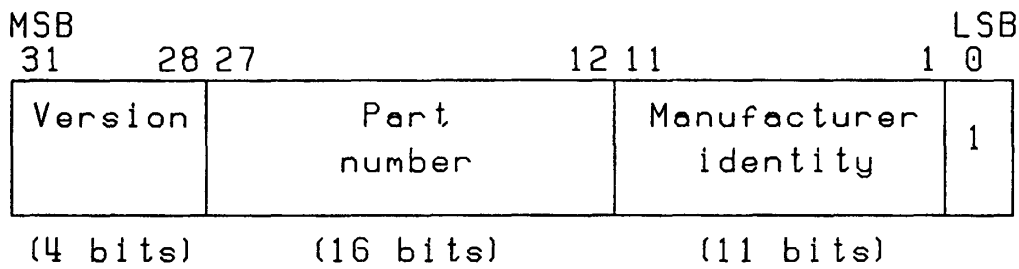 MSB LSB
31 28 27 12 11 1 0
Version Part Manufacturer 1
number identity
(4 bits) (16 bits) (11 bits)